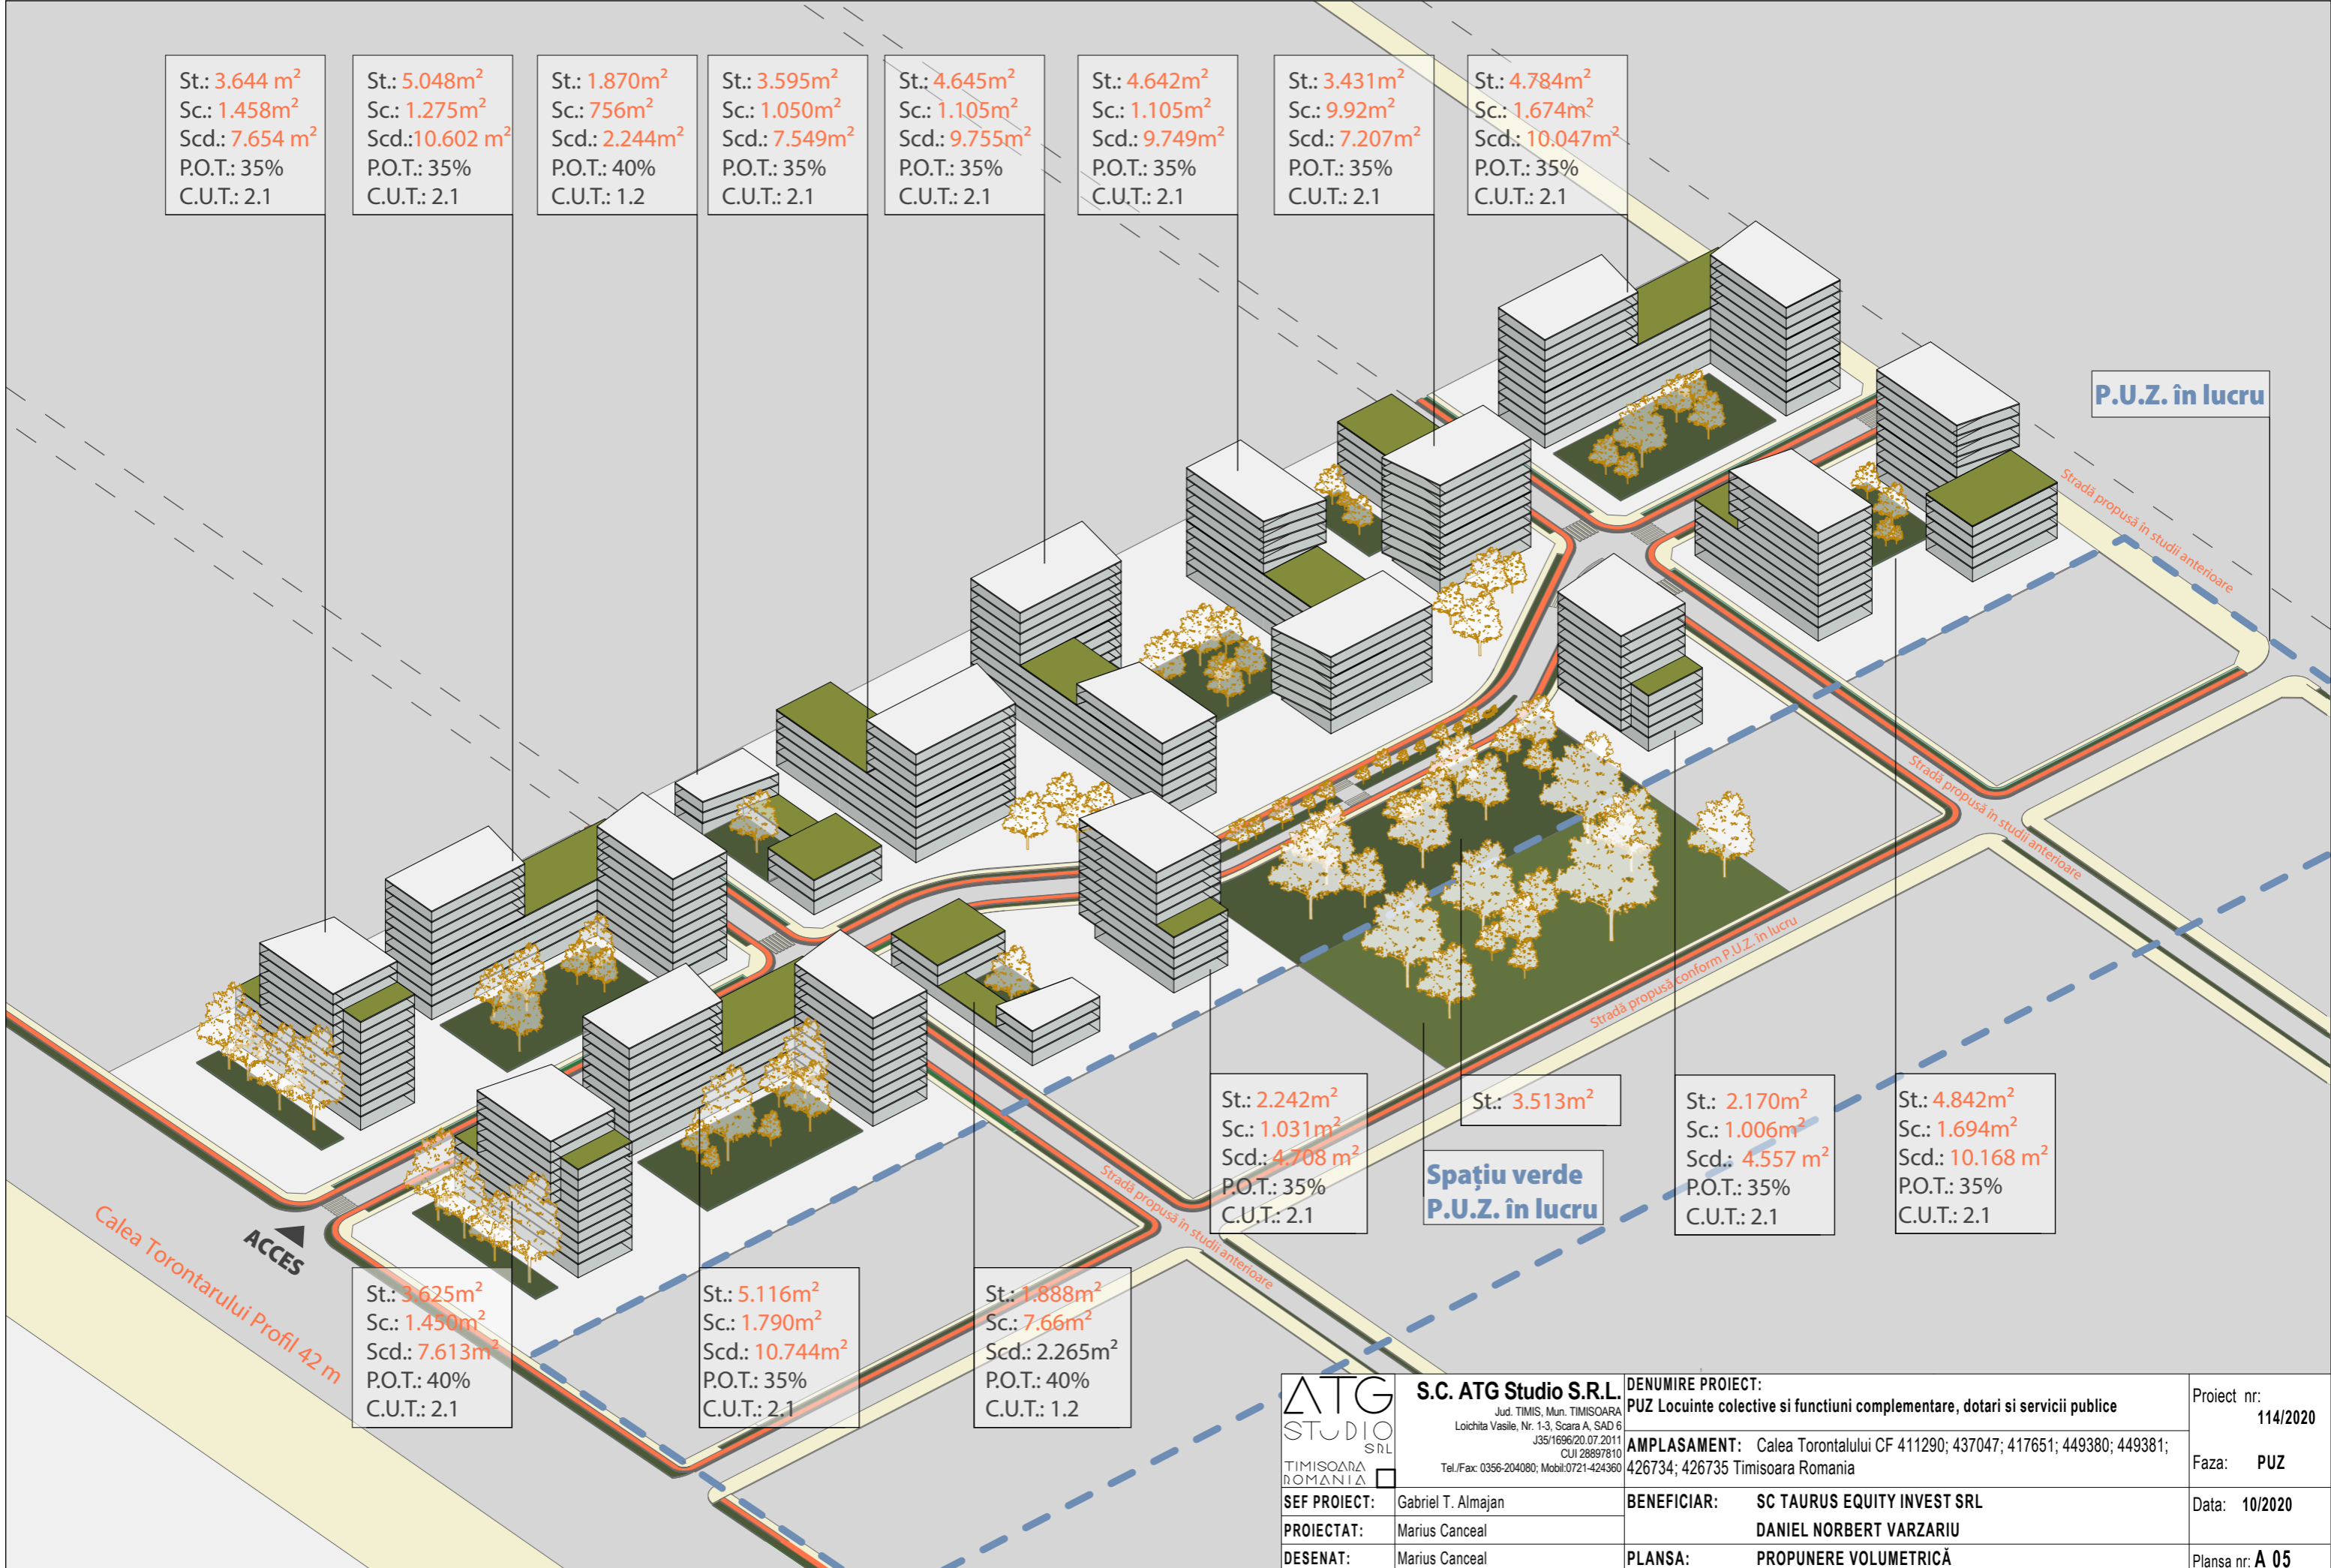 St.: 3.644 m²
Sc.: 1.458m²
Scd.: 7.654 m²
P.O.T.: 35%
C.U.T.: 2.1
St.: 5.048m²
Sc.: 1.275m²
Scd.:10.602 m²
P.O.T.: 35%
C.U.T.: 2.1
St.: 1.870m²
Sc.: 756m²
Scd.: 2.244m²
P.O.T.: 40%
C.U.T.: 1.2
St.: 3.595m²
Sc.: 1.050m²
Scd.: 7.549m²
P.O.T.: 35%
C.U.T.: 2.1
St.: 4.645m²
Sc.: 1.105m²
Scd.: 9.755m²
P.O.T.: 35%
C.U.T.: 2.1
St.: 4.642m²
Sc.: 1.105m²
Scd.: 9.749m²
P.O.T.: 35%
C.U.T.: 2.1
St.: 3.431m²
Sc.: 9.92m²
Scd.: 7.207m²
P.O.T.: 35%
C.U.T.: 2.1
St.: 4.784m²
Sc.: 1.674m²
Scd.: 10.047m²
P.O.T.: 35%
C.U.T.: 2.1
P.U.Z. în lucru
Stradă propusă în studii anterioare
Stradă propusă în studii anterioare
Stradă propusă conform P.U.Z. în lucru
Stradă propusă în studii anterioare
Calea Torontarului Profil 42 m
ACCES
St.: 2.242m²
Sc.: 1.031m²
Scd.: 4.708 m²
P.O.T.: 35%
C.U.T.: 2.1
St.: 3.513m²
Spațiu verde
P.U.Z. în lucru
St.: 2.170m²
Sc.: 1.006m²
Scd.: 4.557 m²
P.O.T.: 35%
C.U.T.: 2.1
St.: 4.842m²
Sc.: 1.694m²
Scd.: 10.168 m²
P.O.T.: 35%
C.U.T.: 2.1
St.: 3.625m²
Sc.: 1.450m²
Scd.: 7.613m²
P.O.T.: 40%
C.U.T.: 2.1
St.: 5.116m²
Sc.: 1.790m²
Scd.: 10.744m²
P.O.T.: 35%
C.U.T.: 2.1
St.: 1.888m²
Sc.: 7.66m²
Scd.: 2.265m²
P.O.T.: 40%
C.U.T.: 1.2
ATG
STUDIO
SRL
TIMISOARA
ROMANIA
S.C. ATG Studio S.R.L.
Jud. TIMIS, Mun. TIMISOARA
Loichita Vasile, Nr. 1-3, Scara A, SAD 6
J35/1696/20.07.2011
CUI 28897810
Tel./Fax: 0356-204080; Mobil:0721-424360
DENUMIRE PROIECT:
PUZ Locuinte colective si functiuni complementare, dotari si servicii publice
AMPLASAMENT: Calea Torontalului CF 411290; 437047; 417651; 449380; 449381;
426734; 426735 Timisoara Romania
Proiect nr:
114/2020
Faza: PUZ
SEF PROIECT: Gabriel T. Almajan
PROIECTAT: Marius Canceal
DESENAT: Marius Canceal
BENEFICIAR: SC TAURUS EQUITY INVEST SRL
DANIEL NORBERT VARZARIU
PLANSA: PROPUNERE VOLUMETRICĂ
Data: 10/2020
Plansa nr: A 05